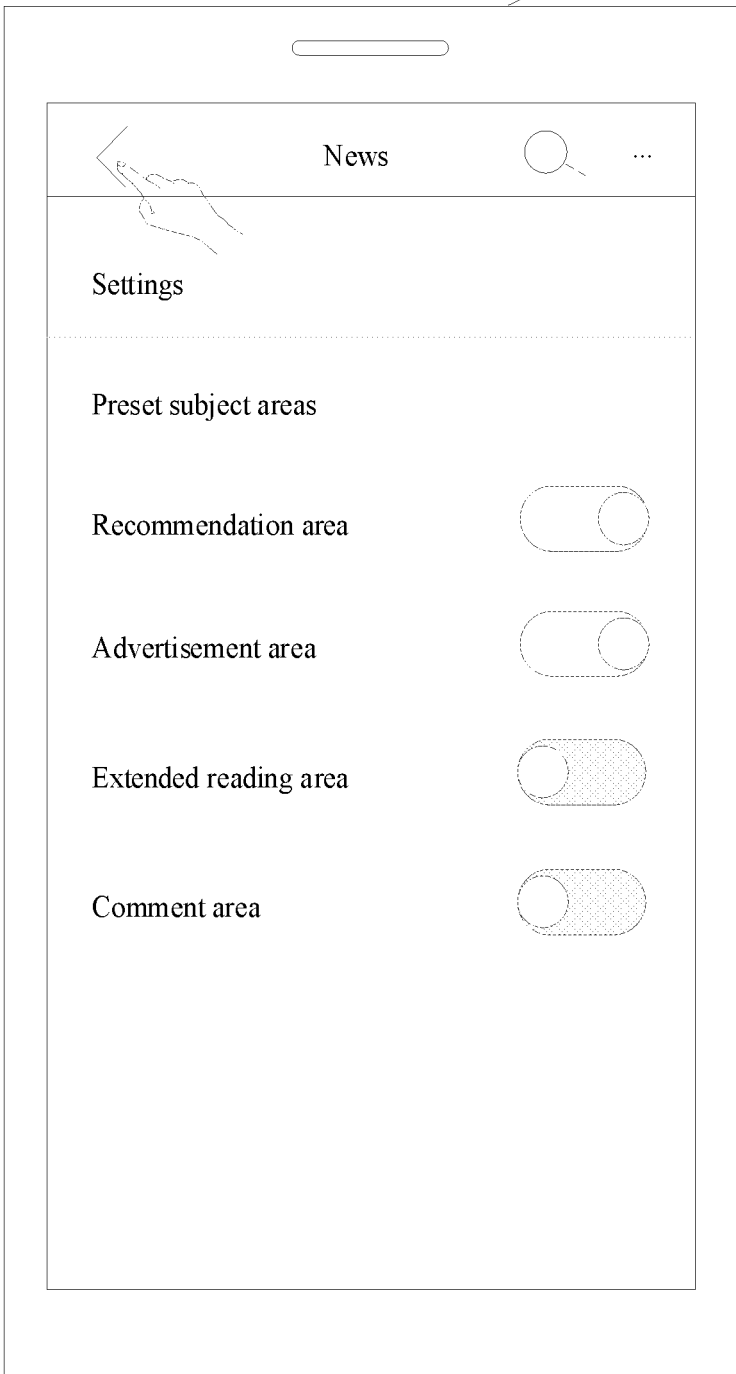 News ...
Settings
Preset subject areas
Recommendation area
Advertisement area
Extended reading area
Comment area